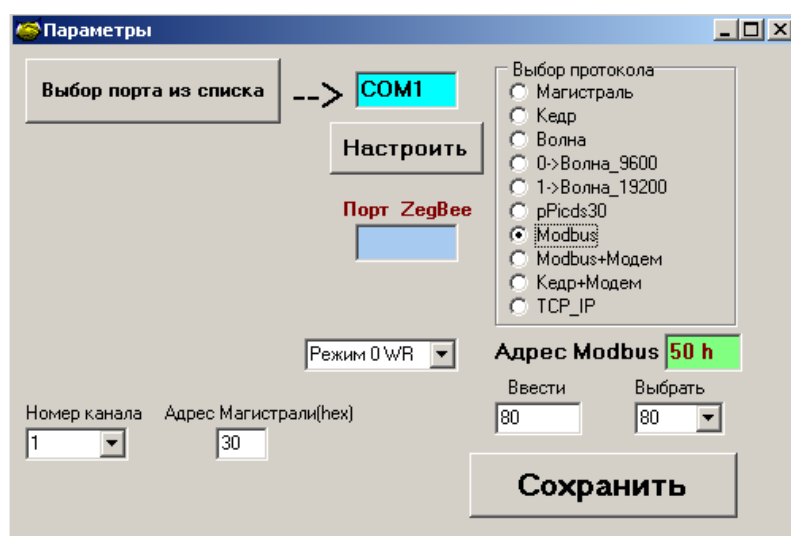 Параметры
Выбор порта из списка
-->
COM1
Настроить
Порт ZegBee
Выбор протокола
Магистраль
Кедр
Волна
0->Волна_9600
1->Волна_19200
pPicds30
Modbus
Modbus+Модем
Кедр+Модем
TCP_IP
Режим 0 WR
Адрес Modbus 50 h
Ввести Выбрать
80 80
Номер канала Адрес Магистрали(hex)
1 30
Сохранить